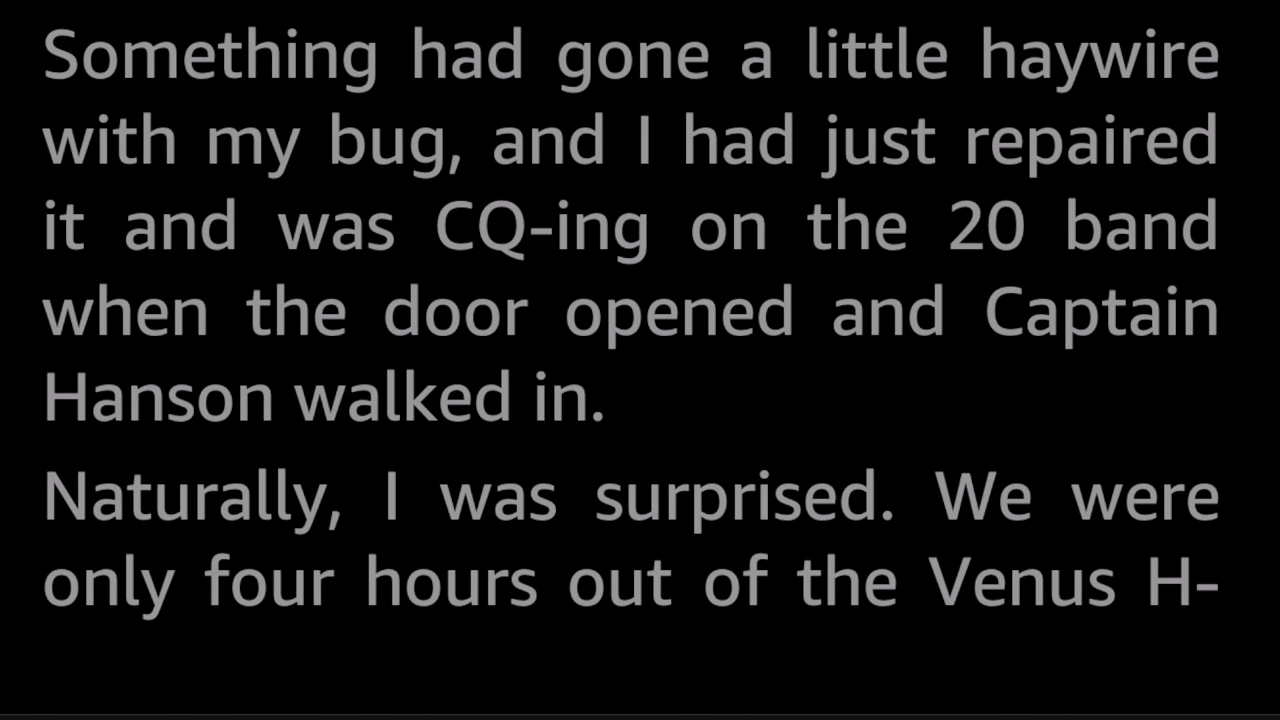 Something had gone a little haywire
with my bug, and I had just repaired
it and was CQ-ing on the 20 band
when the door opened and Captain
Hanson walked in.
Naturally, I was surprised. We were
only four hours out of the Venus H-